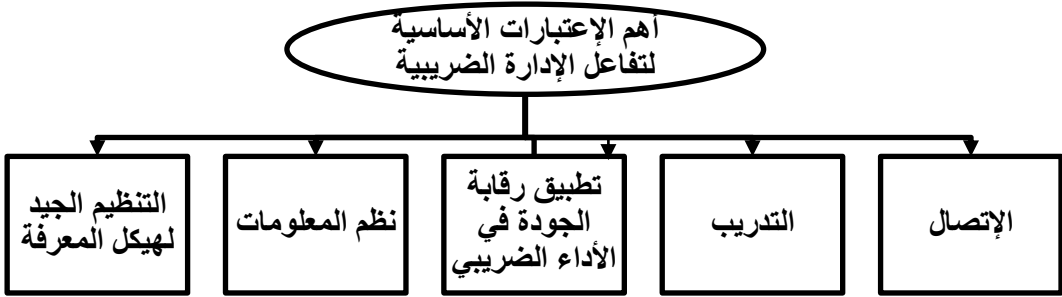 أهم الإعتبارات الأساسية
لتفاعل الإدارة الضريبية
الإتصال
التدريب
تطبيق رقابة
الجودة في
الأداء الضريبي
نظم المعلومات
التنظيم الجيد
لهيكل المعرفة